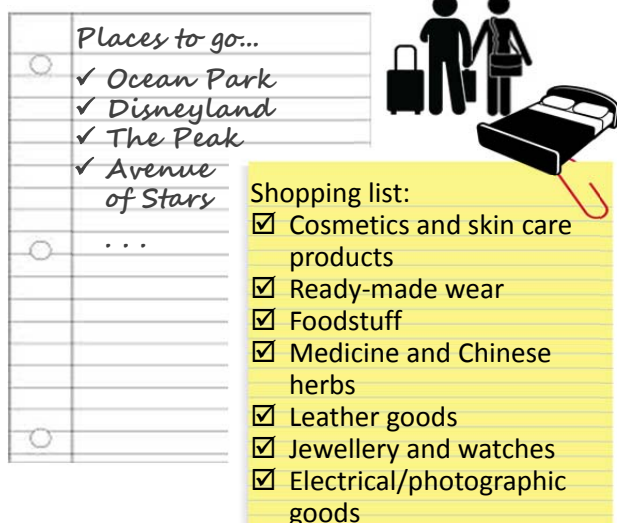 Places to go...
✓ Ocean Park
✓ Disneyland
✓ The Peak
✓ Avenue
of Stars
. . .
Shopping list:
☑ Cosmetics and skin care
products
☑ Ready-made wear
☑ Foodstuff
☑ Medicine and Chinese
herbs
☑ Leather goods
☑ Jewellery and watches
☑ Electrical/photographic
goods